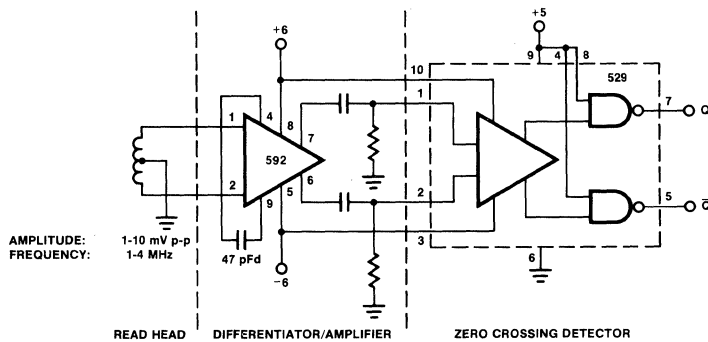 +6
+5
10
9
4
8
529
1
1
4
8
7
7
Q
592
2
6
2
5
Q̅
9
5
3
6
AMPLITUDE: 1-10 mV p-p
FREQUENCY: 1-4 MHz
47 pFd
−6
READ HEAD
DIFFERENTIATOR/AMPLIFIER
ZERO CROSSING DETECTOR